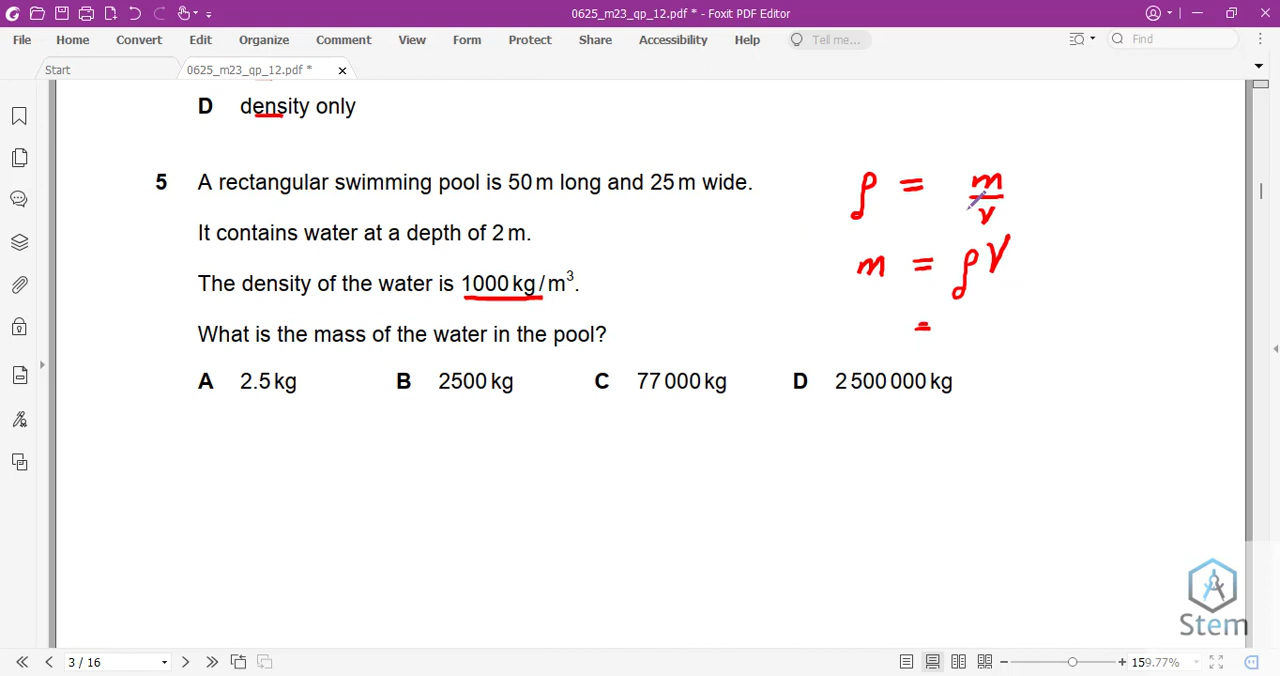 0625_m23_qp_12.pdf * - Foxit PDF Editor
File Home Convert Edit Organize Comment View Form Protect Share Accessibility Help Tell me... Find
Start 0625_m23_qp_12.pdf *
D density only
5 A rectangular swimming pool is 50 m long and 25 m wide.
It contains water at a depth of 2 m.
The density of the water is 1000 kg / m³.
What is the mass of the water in the pool?
A 2.5 kg B 2500 kg C 77 000 kg D 2 500 000 kg
ρ = m/v
m = ρV
=
Stem
3 / 16 159.77%